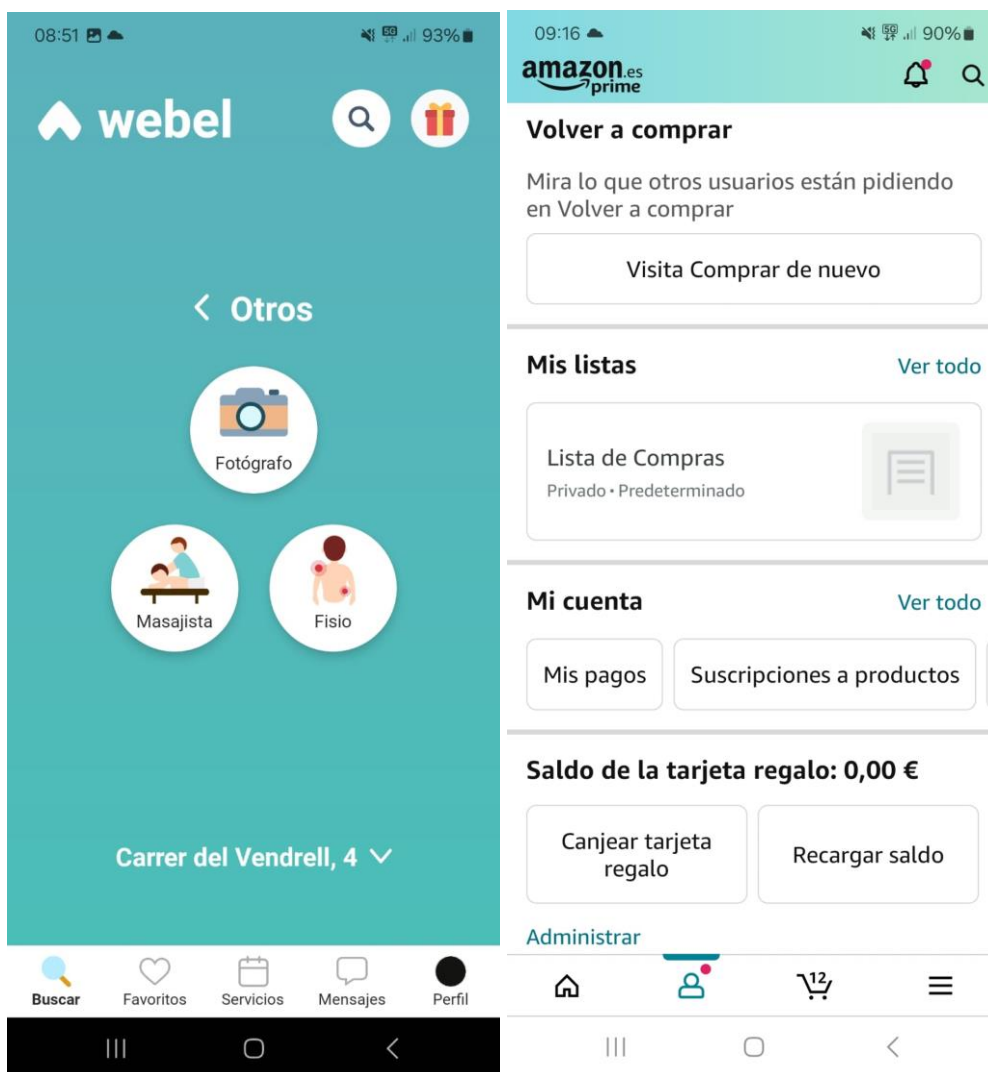 08:51
5G
93%
webel
Otros
Fotógrafo
Masajista
Fisio
Carrer del Vendrell, 4
Buscar
Favoritos
Servicios
Mensajes
Perfil
09:16
5G
90%
amazon.es
prime
Volver a comprar
Mira lo que otros usuarios están pidiendo
en Volver a comprar
Visita Comprar de nuevo
Mis listas
Ver todo
Lista de Compras
Privado • Predeterminado
Mi cuenta
Ver todo
Mis pagos
Suscripciones a productos
Saldo de la tarjeta regalo: 0,00 €
Canjear tarjeta
regalo
Recargar saldo
Administrar
12